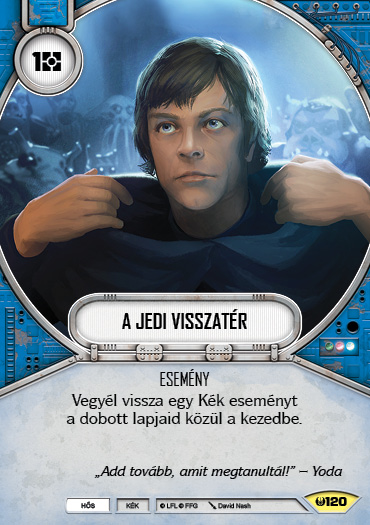 1
A JEDI VISSZATÉR
ESEMÉNY
Vegyél vissza egy Kék eseményt
a dobott lapjaid közül a kezedbe.
„Add tovább, amit megtanultál!” – Yoda
HŐS KÉK © LFL © FFG David Nash 120